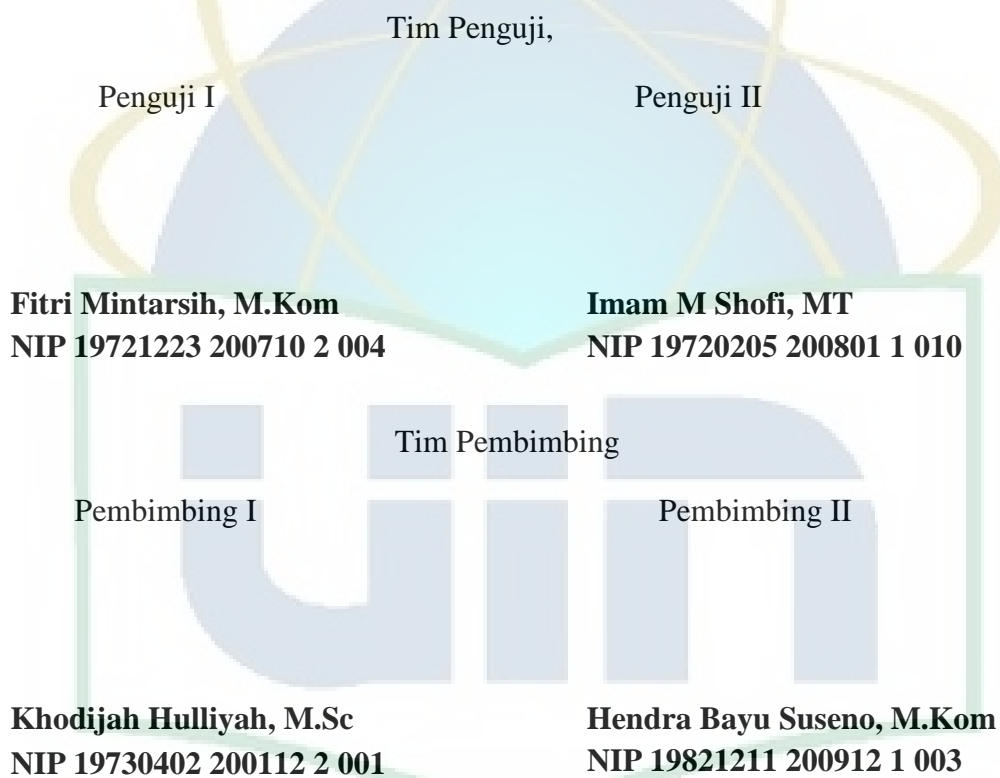 Tim Penguji,
Penguji I
Penguji II
Fitri Mintarsih, M.Kom
NIP 19721223 200710 2 004
Imam M Shofi, MT
NIP 19720205 200801 1 010
Tim Pembimbing
Pembimbing I
Pembimbing II
Khodijah Hulliyah, M.Sc
NIP 19730402 200112 2 001
Hendra Bayu Suseno, M.Kom
NIP 19821211 200912 1 003
uin